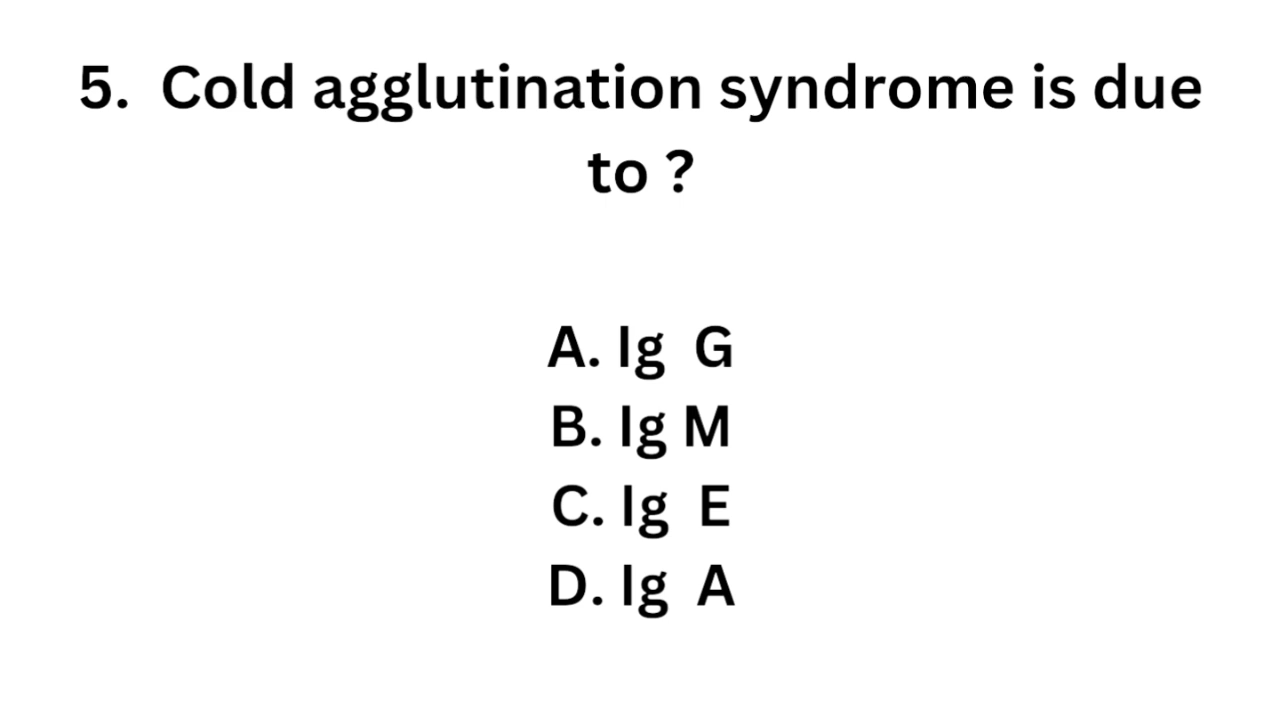 5. Cold agglutination syndrome is due
to ?
A. Ig G
B. Ig M
C. Ig E
D. Ig A